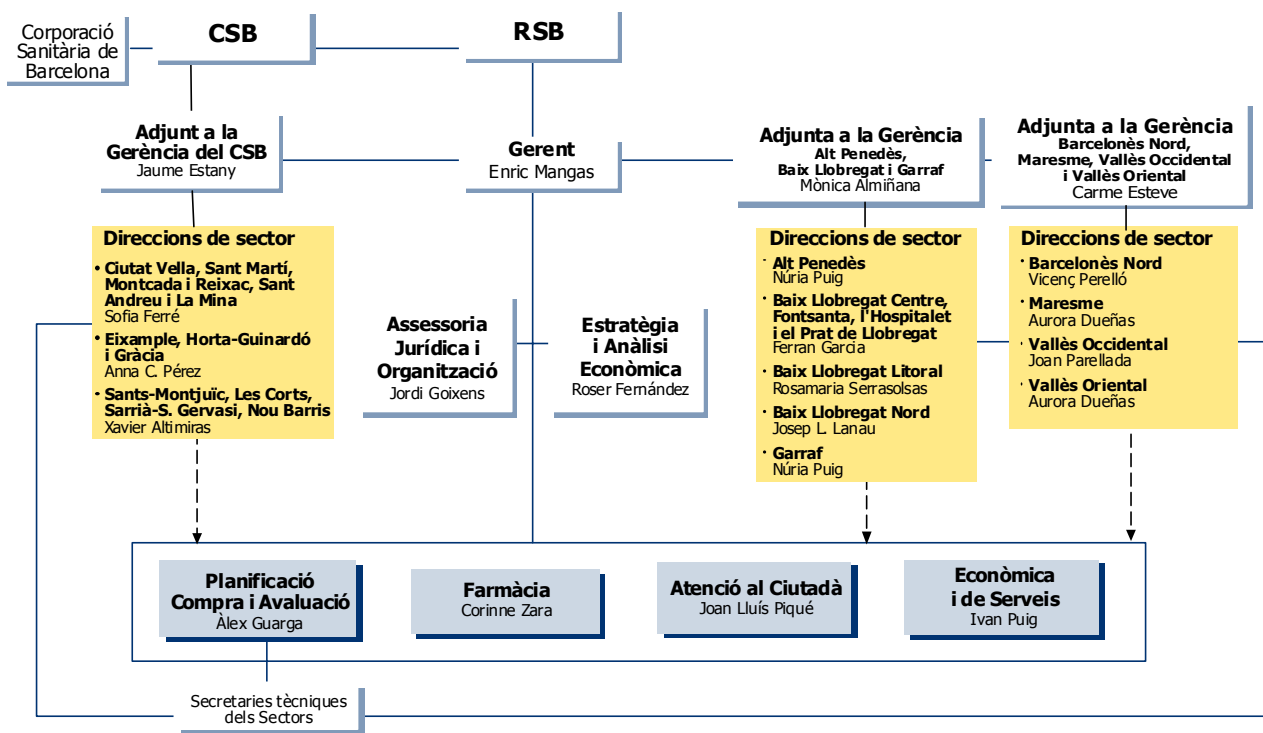 Corporació
Sanitària de
Barcelona
CSB
RSB
Adjunt a la
Gerència del CSB
Jaume Estany
Gerent
Enric Mangas
Adjunta a la Gerència
Alt Penedès,
Baix Llobregat i Garraf
Mònica Almiñana
Adjunta a la Gerència
Barcelonès Nord,
Maresme, Vallès Occidental
i Vallès Oriental
Carme Esteve
Direccions de sector
• Ciutat Vella, Sant Martí,
Montcada i Reixac, Sant
Andreu i La Mina
Sofia Ferré
• Eixample, Horta-Guinardó
i Gràcia
Anna C. Pérez
• Sants-Montjuïc, Les Corts,
Sarrià-S. Gervasi, Nou Barris
Xavier Altimiras
Assessoria
Jurídica i
Organització
Jordi Goixens
Estratègia
i Anàlisi
Econòmica
Roser Fernández
Direccions de sector
· Alt Penedès
Núria Puig
· Baix Llobregat Centre,
Fontsanta, l'Hospitalet
i el Prat de Llobregat
Ferran Garcia
· Baix Llobregat Litoral
Rosamaria Serrasolsas
· Baix Llobregat Nord
Josep L. Lanau
· Garraf
Núria Puig
Direccions de sector
· Barcelonès Nord
Vicenç Perelló
· Maresme
Aurora Dueñas
· Vallès Occidental
Joan Parellada
· Vallès Oriental
Aurora Dueñas
Planificació
Compra i Avaluació
Àlex Guarga
Farmàcia
Corinne Zara
Atenció al Ciutadà
Joan Lluís Piqué
Econòmica
i de Serveis
Ivan Puig
Secretaries tècniques
dels Sectors